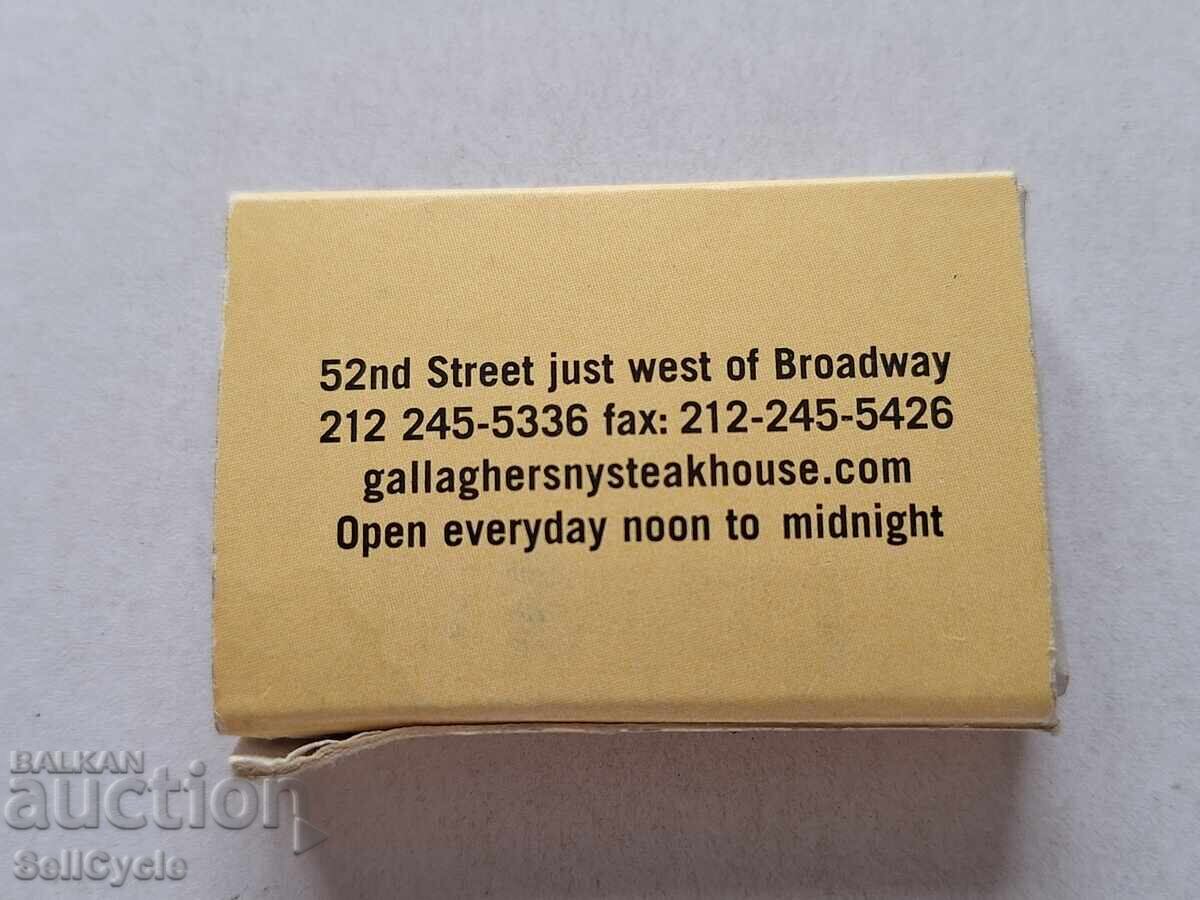 52nd Street just west of Broadway
212 245-5336 fax: 212-245-5426
gallaghersnysteakhouse.com
Open everyday noon to midnight
BALKAN
auction
SellCycle